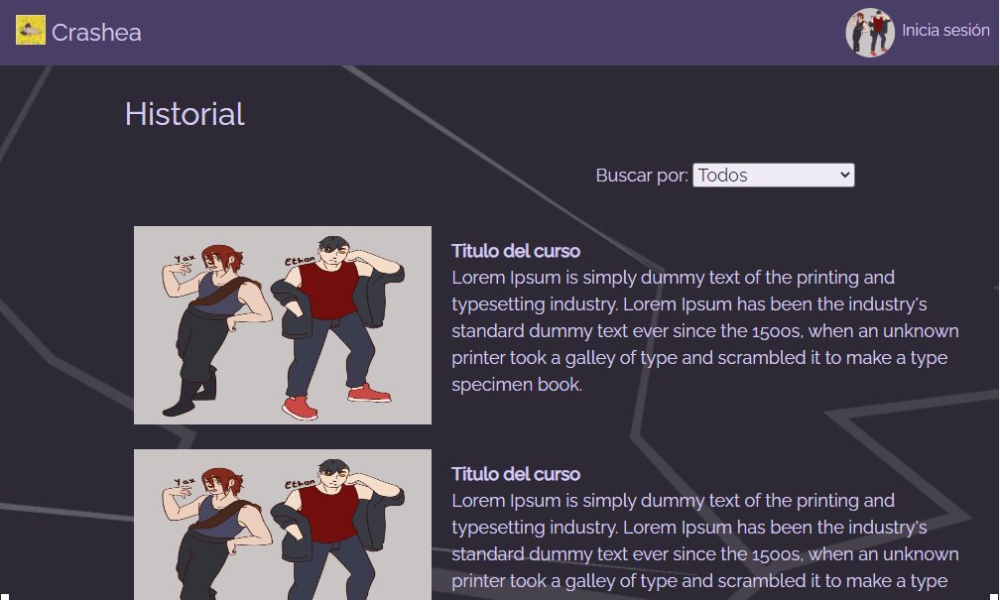 Crashea
Inicia sesión
Historial
Buscar por: Todos
Yax
Ethan
Titulo del curso
Lorem Ipsum is simply dummy text of the printing and
typesetting industry. Lorem Ipsum has been the industry's
standard dummy text ever since the 1500s, when an unknown
printer took a galley of type and scrambled it to make a type
specimen book.
Yax
Ethan
Titulo del curso
Lorem Ipsum is simply dummy text of the printing and
typesetting industry. Lorem Ipsum has been the industry's
standard dummy text ever since the 1500s, when an unknown
printer took a galley of type and scrambled it to make a type